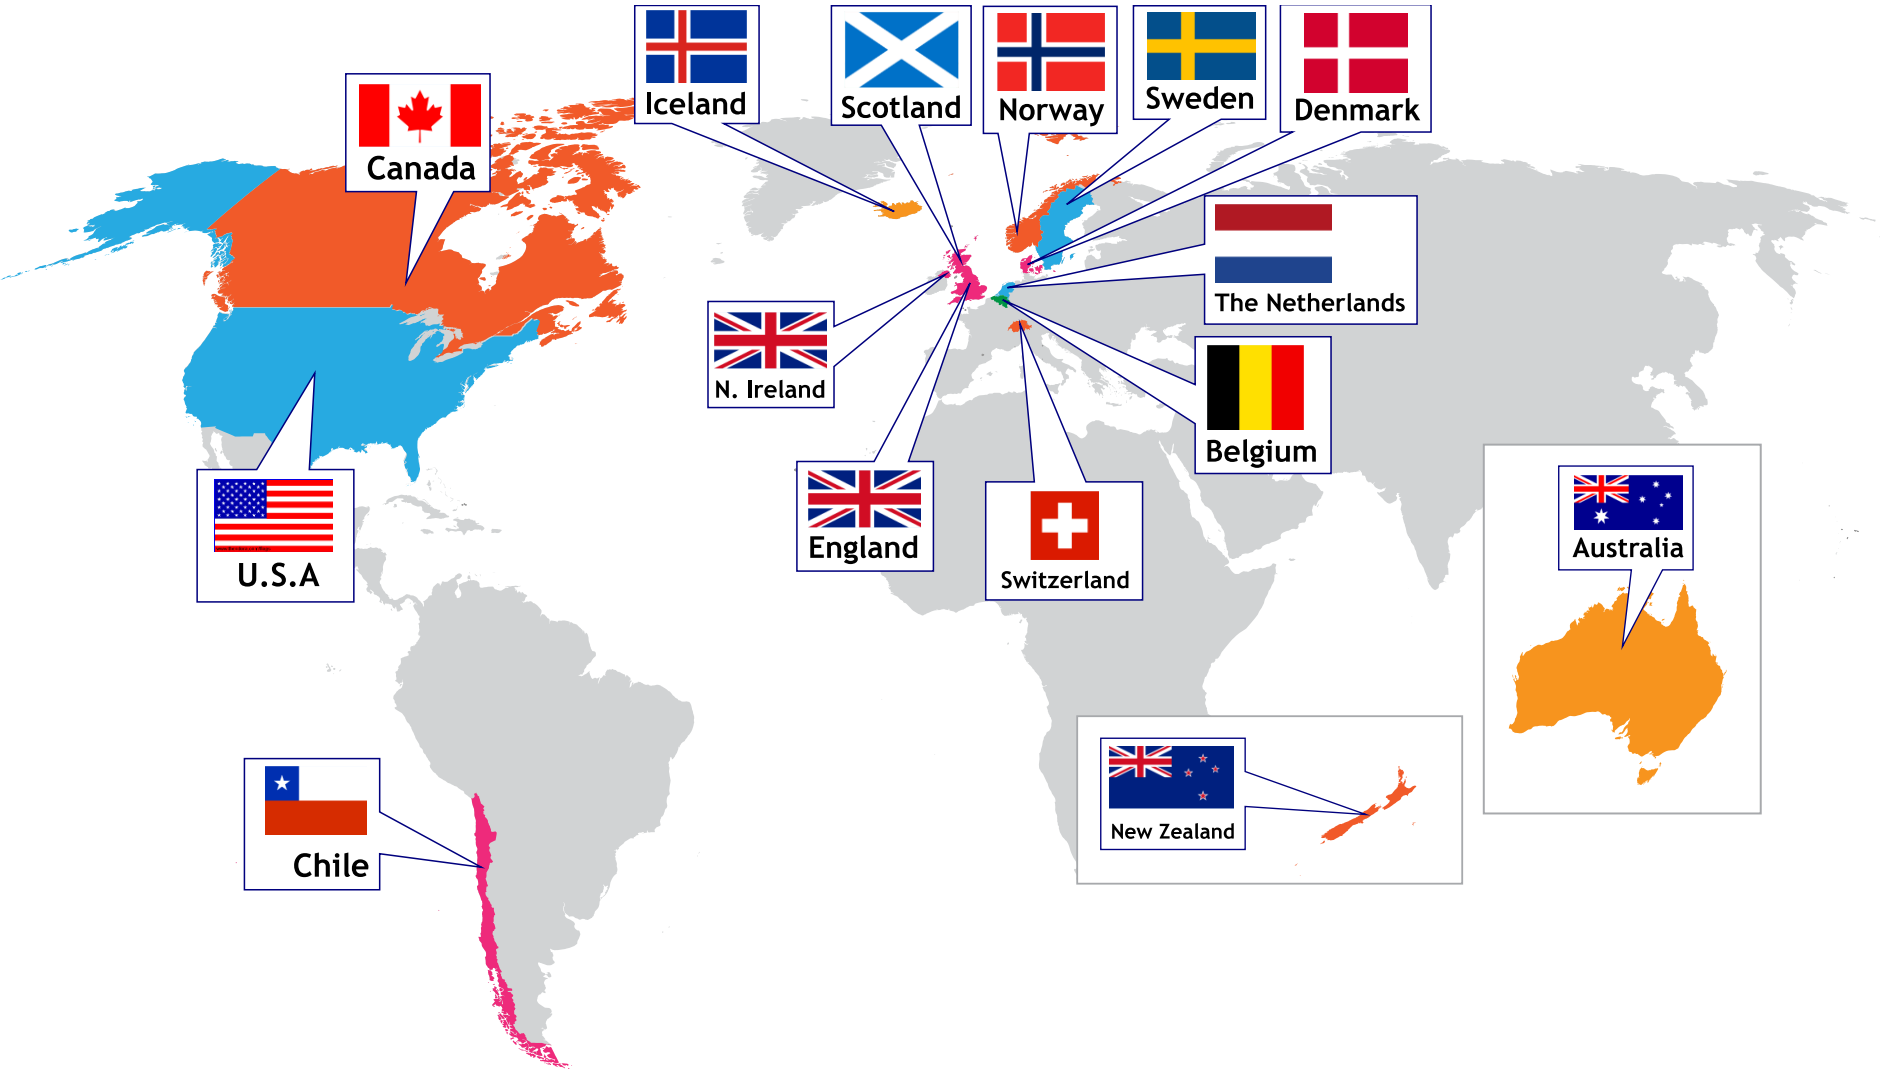 Iceland
Scotland
Norway
Sweden
Denmark
Canada
The Netherlands
N. Ireland
Belgium
England
Switzerland
U.S.A
Australia
New Zealand
Chile